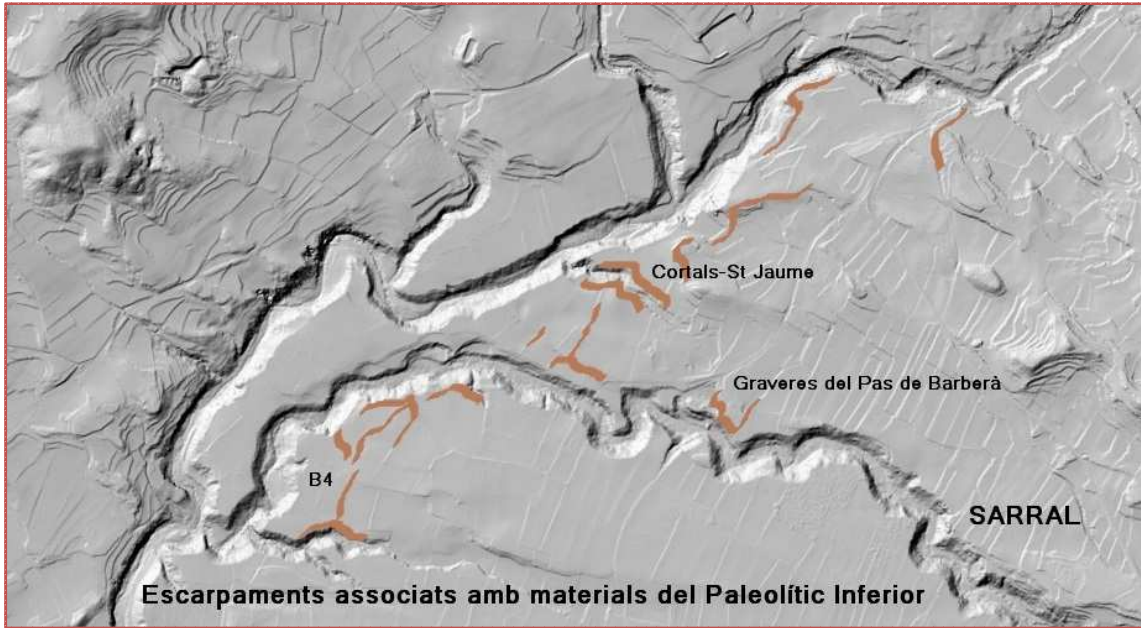 Cortals-St Jaume
Graveres del Pas de Barberà
B4
SARRAL
Escarpaments associats amb materials del Paleolític Inferior